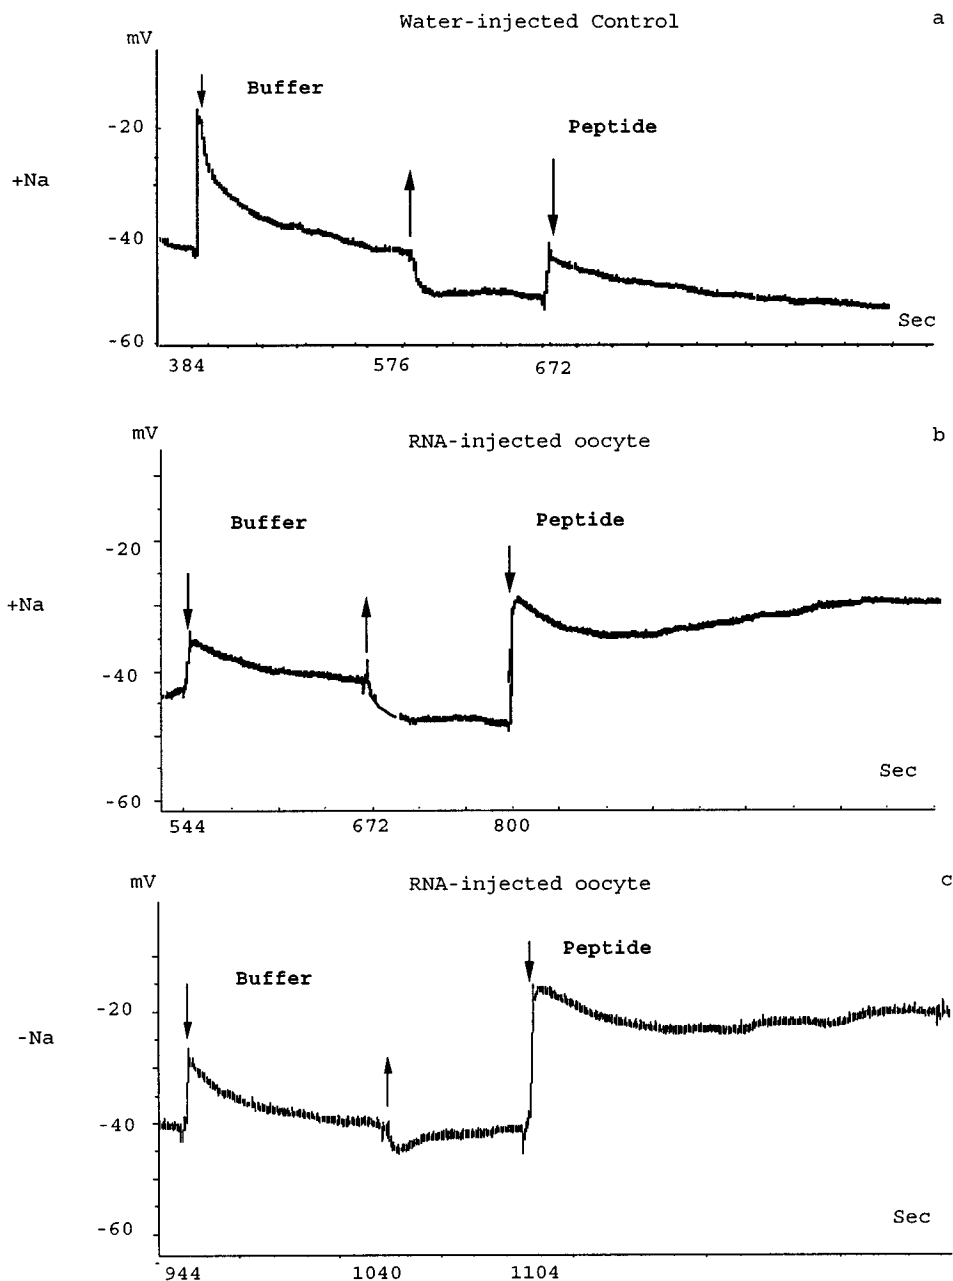 Water-injected Control
a
mV
Buffer
-20
Peptide
+Na
-40
Sec
-60
384 576 672
mV
RNA-injected oocyte
b
Buffer
Peptide
-20
+Na
-40
Sec
-60
544 672 800
mV
RNA-injected oocyte
c
Buffer
Peptide
-20
-Na
-40
-60
Sec
944 1040 1104